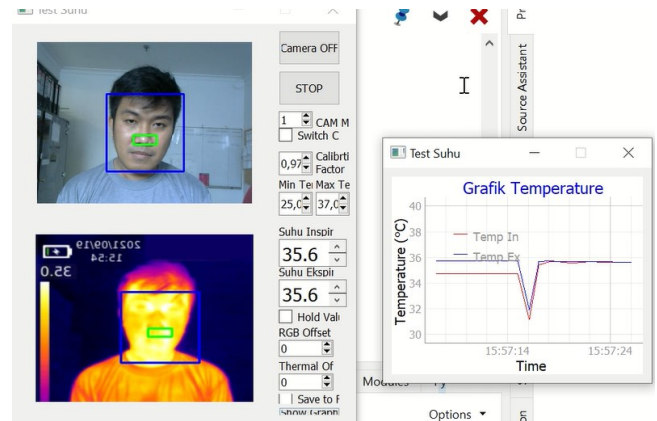 Test Suhu
Camera OFF
STOP
1
CAM M
Switch C
0,97
Calibrti
Factor
Min Te
Max Te
25,0
37,0
Suhu Inspir
35.6
Suhu Ekspir
35.6
Hold Valu
RGB Offset
0
Thermal Of
0
Save to F
Show Graph
2021/09/19
15:54
35.0
Source Assistant
Test Suhu
Grafik Temperature
Temperature (°C)
40
38
36
34
32
30
Temp In
Temp Ex
15:57:14
15:57:24
Time
Modules
Options